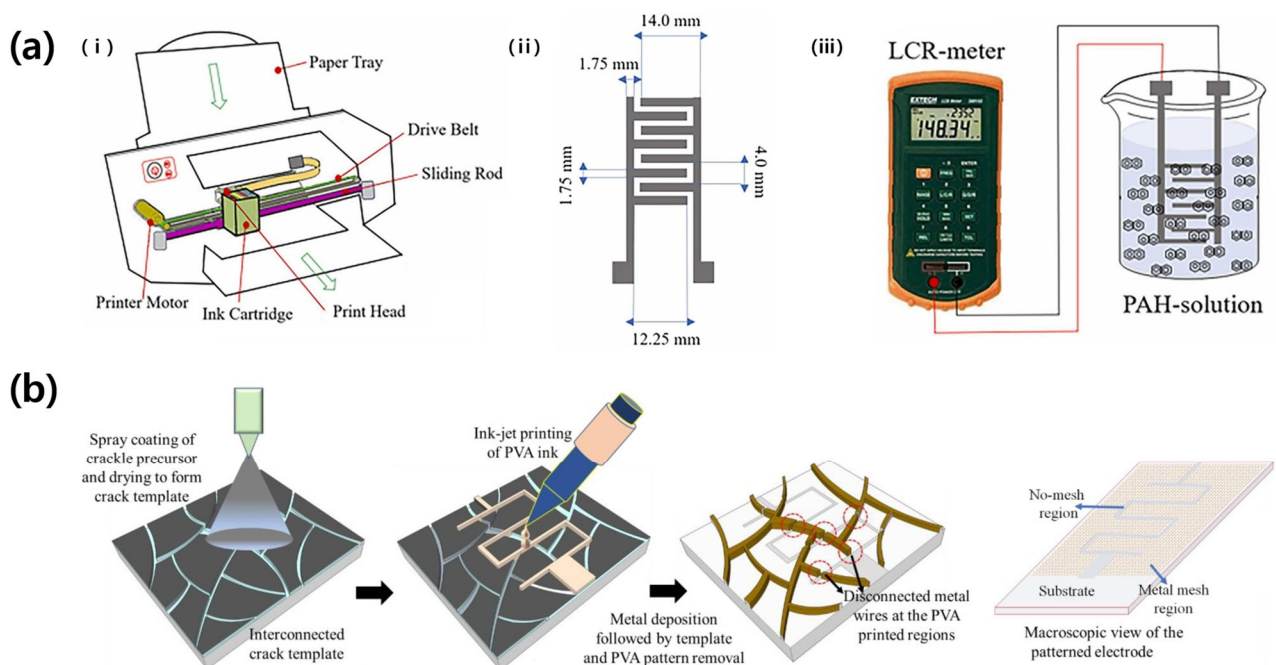 (a)
(i)
Paper Tray
Drive Belt
Sliding Rod
Printer Motor
Ink Cartridge
Print Head
(ii)
14.0 mm
1.75 mm
1.75 mm
4.0 mm
12.25 mm
(iii)
LCR-meter
EXTECH
148.34
PAH-solution
(b)
Spray coating of
crackle precursor
and drying to form
crack template
Interconnected
crack template
Ink-jet printing
of PVA ink
Metal deposition
followed by template
and PVA pattern removal
Disconnected metal
wires at the PVA
printed regions
No-mesh
region
Substrate
Metal mesh
region
Macroscopic view of the
patterned electrode